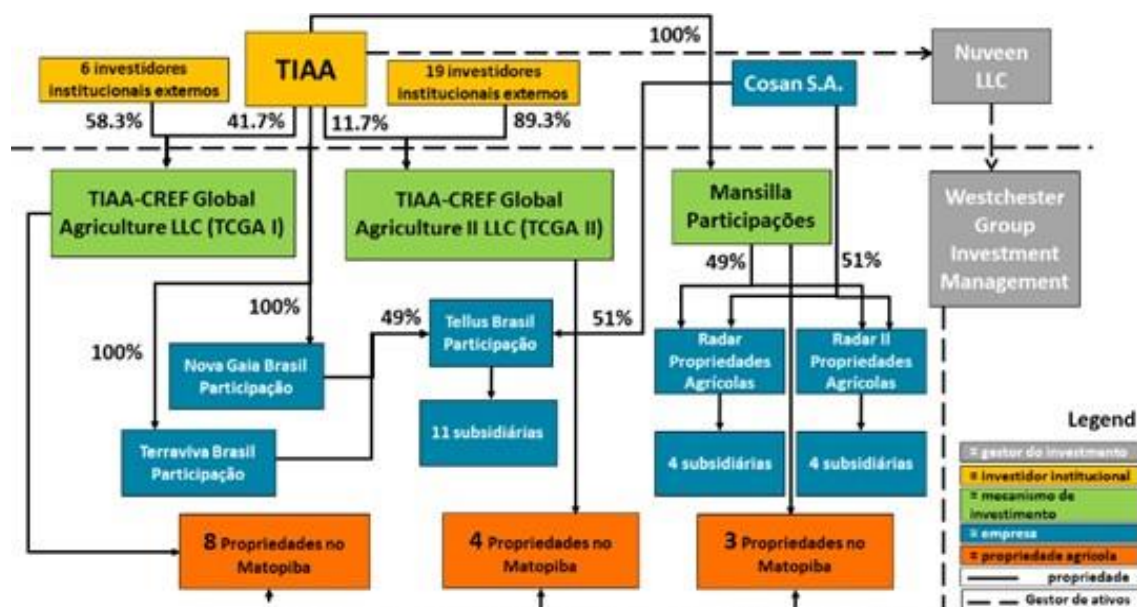 100%
6 investidores
institucionais externos
TIAA
19 investidores
institucionais externos
Cosan S.A.
Nuveen
LLC
58.3%
41.7%
11.7%
89.3%
TIAA-CREF Global
Agriculture LLC (TCGA I)
TIAA-CREF Global
Agriculture II LLC (TCGA II)
Mansilla
Participações
Westchester
Group
Investment
Management
49%
51%
100%
49%
Tellus Brasil
Participação
51%
100%
Nova Gaia Brasil
Participação
Radar
Propriedades
Agrícolas
Radar II
Propriedades
Agrícolas
Terraviva Brasil
Participação
11 subsidiárias
4 subsidiárias
4 subsidiárias
8 Propriedades no
Matopiba
4 Propriedades no
Matopiba
3 Propriedades no
Matopiba
Legend
= gestor do investmento
= investidor institucional
= mecanismo de
investimento
= empresa
= propriedade agrícola
propriedade
Gestor de ativos